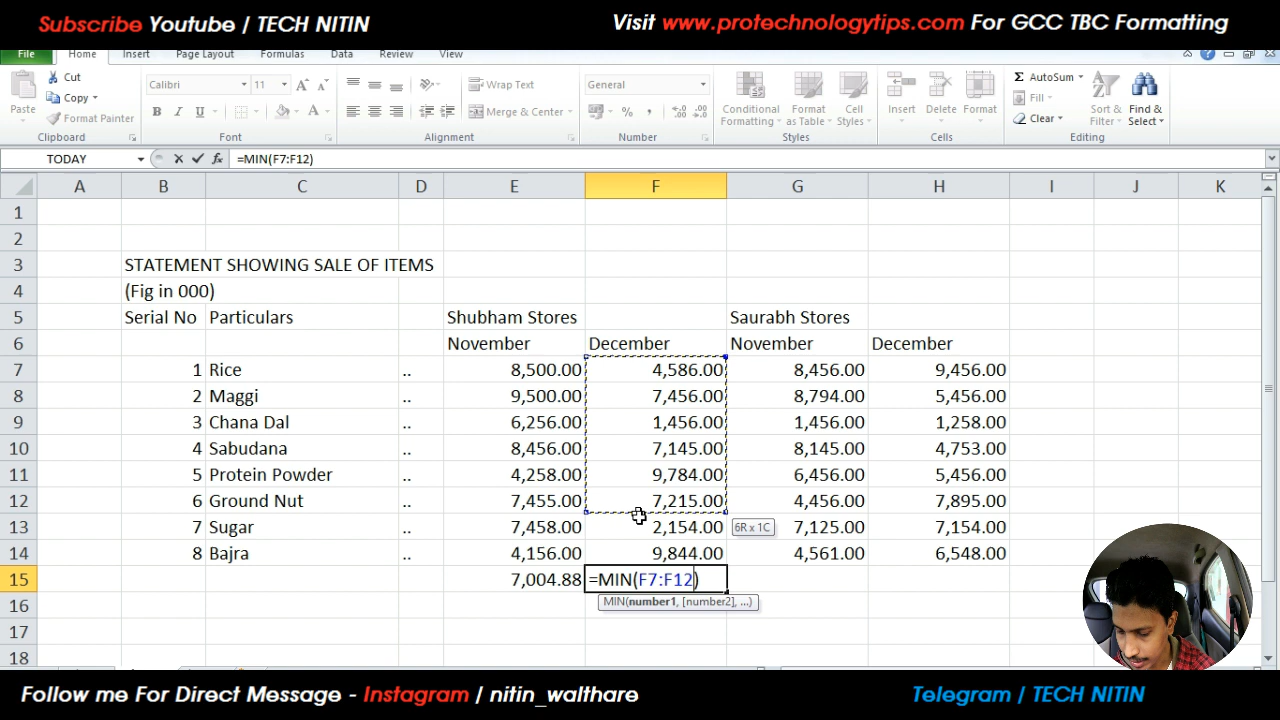 Subscribe Youtube / TECH NITIN
Visit www.protechnologytips.com For GCC TBC Formatting
File Home Insert Page Layout Formulas Data Review View
Cut
Copy
Format Painter
Paste
Clipboard
Calibri 11
B I U
Font
Wrap Text
Merge & Center
Alignment
General
Number
Conditional Formatting
Format as Table
Cell Styles
Styles
Insert Delete Format
Cells
AutoSum
Fill
Clear
Sort & Filter
Find & Select
Editing
TODAY =MIN(F7:F12)
A B C D E F G H I J K
1
2
3 STATEMENT SHOWING SALE OF ITEMS
4 (Fig in 000)
5 Serial No Particulars Shubham Stores Saurabh Stores
6 November December November December
7 1 Rice .. 8,500.00 4,586.00 8,456.00 9,456.00
8 2 Maggi .. 9,500.00 7,456.00 8,794.00 5,456.00
9 3 Chana Dal .. 6,256.00 1,456.00 1,456.00 1,258.00
10 4 Sabudana .. 8,456.00 7,145.00 8,145.00 4,753.00
11 5 Protein Powder .. 4,258.00 9,784.00 6,456.00 5,456.00
12 6 Ground Nut .. 7,455.00 7,215.00 4,456.00 7,895.00
13 7 Sugar .. 7,458.00 2,154.00 6R x 1C 7,125.00 7,154.00
14 8 Bajra .. 4,156.00 9,844.00 4,561.00 6,548.00
15 7,004.88 =MIN(F7:F12)
16 MIN(number1, [number2], ...)
17
18
Follow me For Direct Message - Instagram / nitin_walthare
Telegram / TECH NITIN